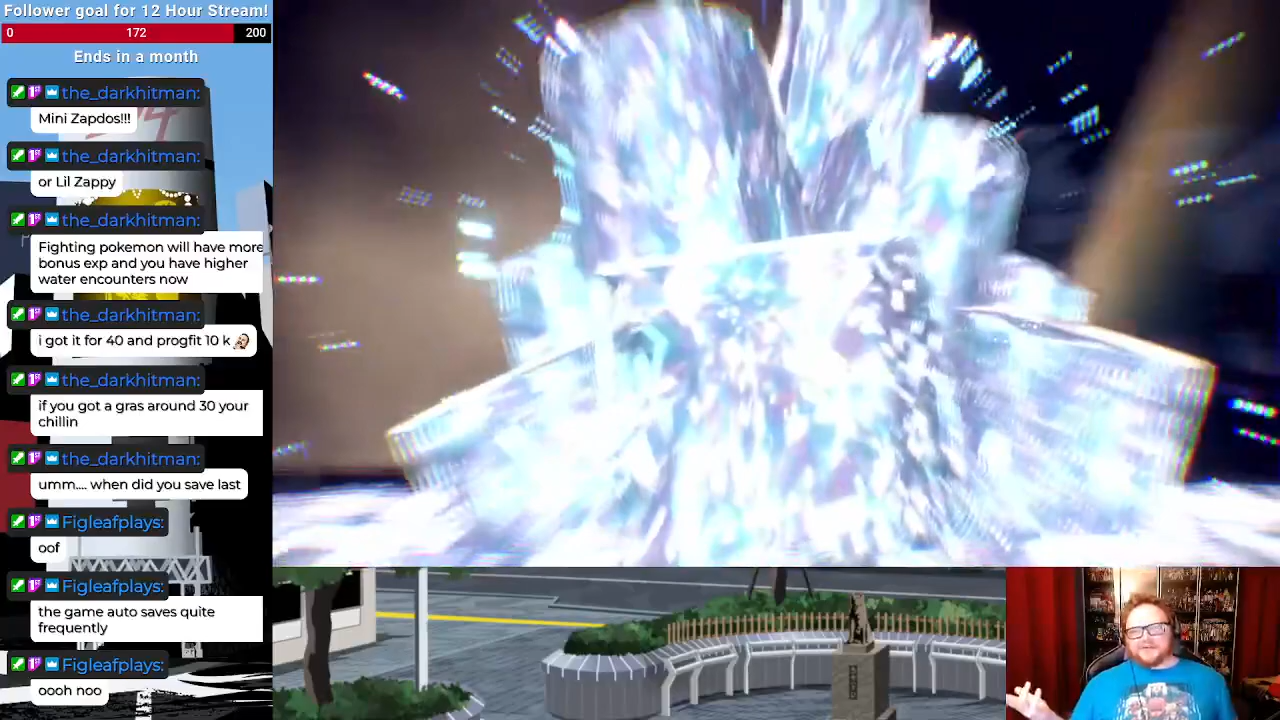 Follower goal for 12 Hour Stream!
0 172 200
Ends in a month
the_darkhitman:
Mini Zapdos!!!
the_darkhitman:
or Lil Zappy
the_darkhitman:
Fighting pokemon will have more
bonus exp and you have higher
water encounters now
the_darkhitman:
i got it for 40 and progfit 10 k
the_darkhitman:
if you got a gras around 30 your
chillin
the_darkhitman:
umm.... when did you save last
Figleafplays:
oof
Figleafplays:
the game auto saves quite
frequently
Figleafplays:
oooh noo